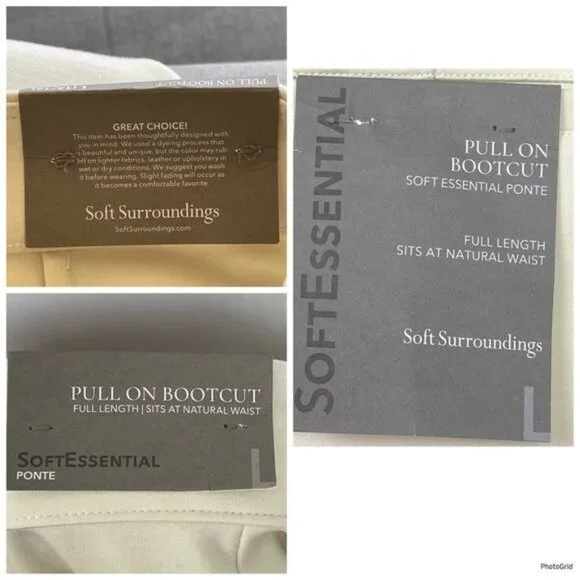 PULL ON BOOTCUT
GREAT CHOICE!
This item has been thoughtfully designed with
you in mind. We used a dyeing process that
is beautiful and unique, but the color may rub
off on lighter fabrics, leather or upholstery in
wet or dry conditions. We suggest you wash
it before wearing. Slight fading will occur as
it becomes a comfortable favorite.
Soft Surroundings
SoftSurroundings.com
PULL ON BOOTCUT
FULL LENGTH | SITS AT NATURAL WAIST
SOFTESSENTIAL
PONTE
L
SOFTESSENTIAL
PULL ON
BOOTCUT
SOFT ESSENTIAL PONTE
FULL LENGTH
SITS AT NATURAL WAIST
Soft Surroundings
L
PhotoGrid